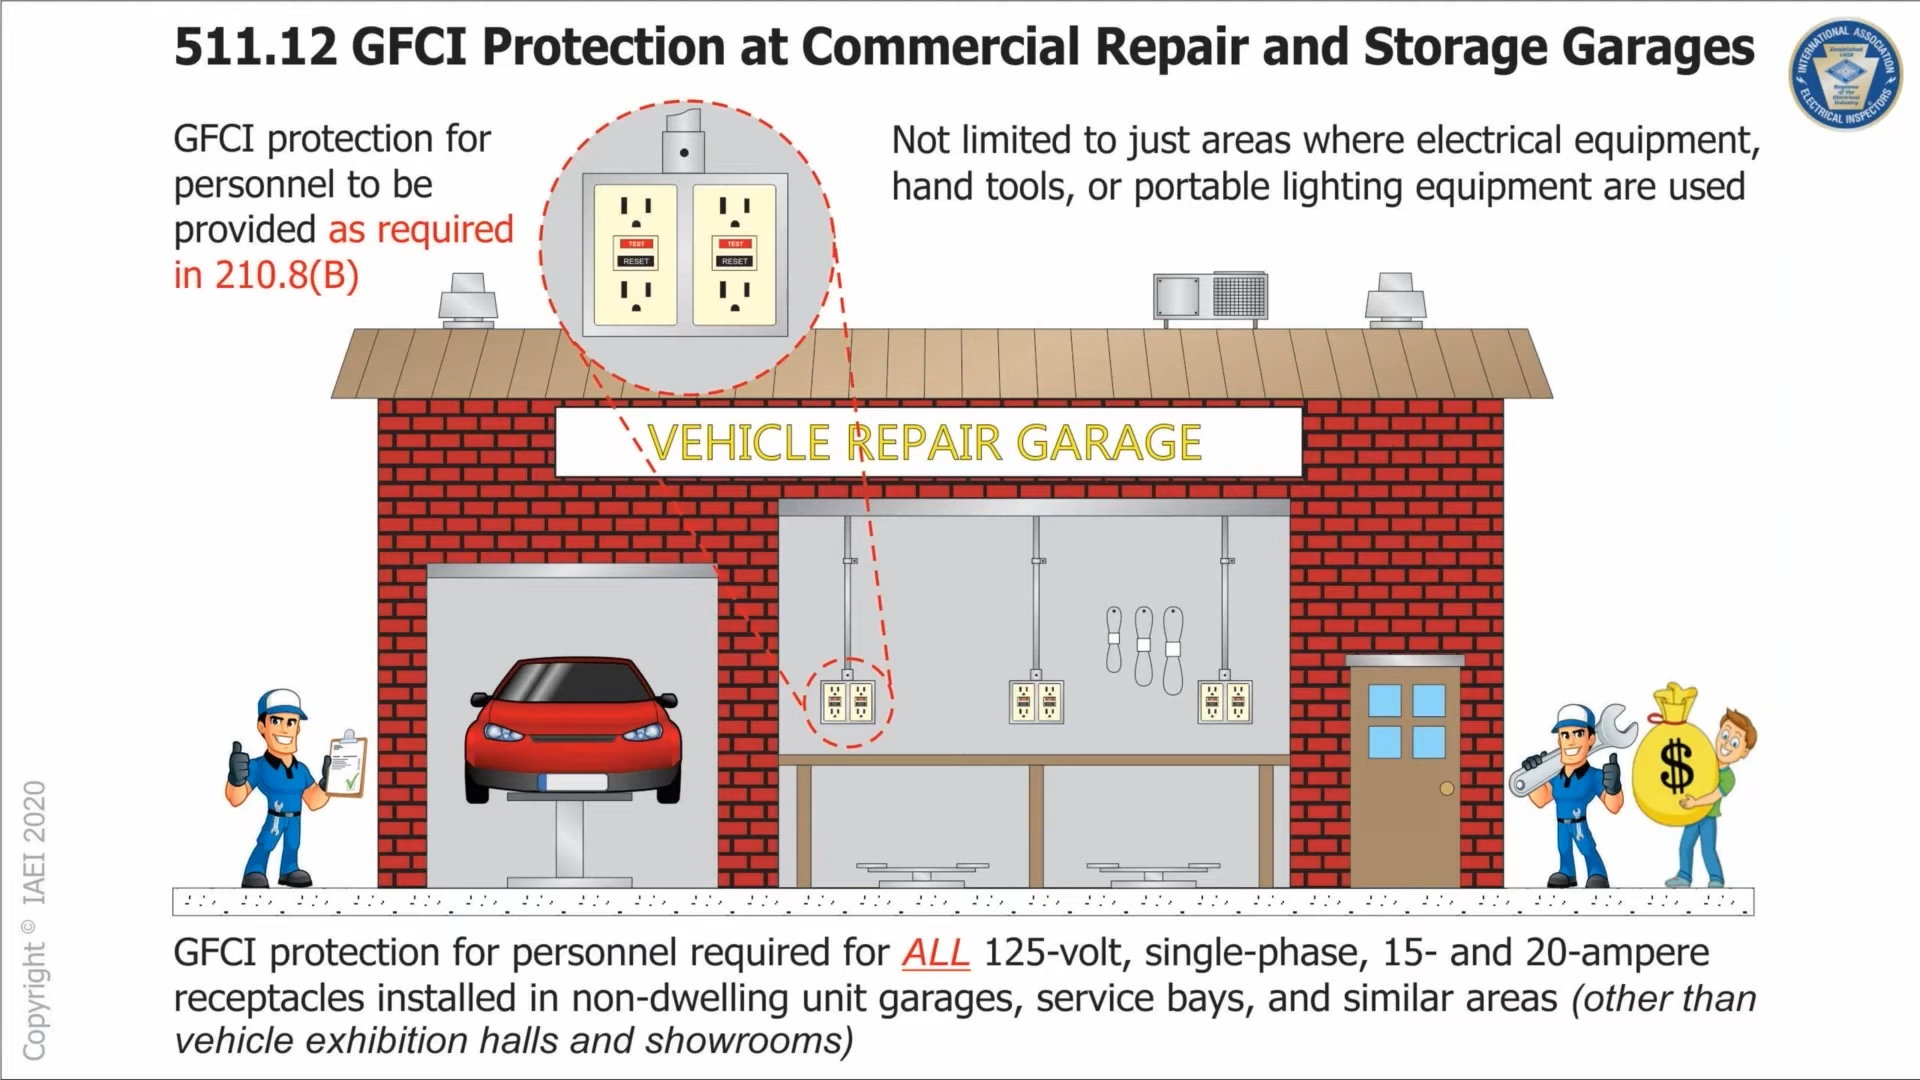 511.12 GFCI Protection at Commercial Repair and Storage Garages
INTERNATIONAL ASSOCIATION
ELECTRICAL INSPECTORS
GFCI protection for
personnel to be
provided as required
in 210.8(B)
Not limited to just areas where electrical equipment,
hand tools, or portable lighting equipment are used
TEST
RESET
TEST
RESET
VEHICLE REPAIR GARAGE
$
GFCI protection for personnel required for ALL 125-volt, single-phase, 15- and 20-ampere
receptacles installed in non-dwelling unit garages, service bays, and similar areas (other than
vehicle exhibition halls and showrooms)
Copyright © IAEI 2020